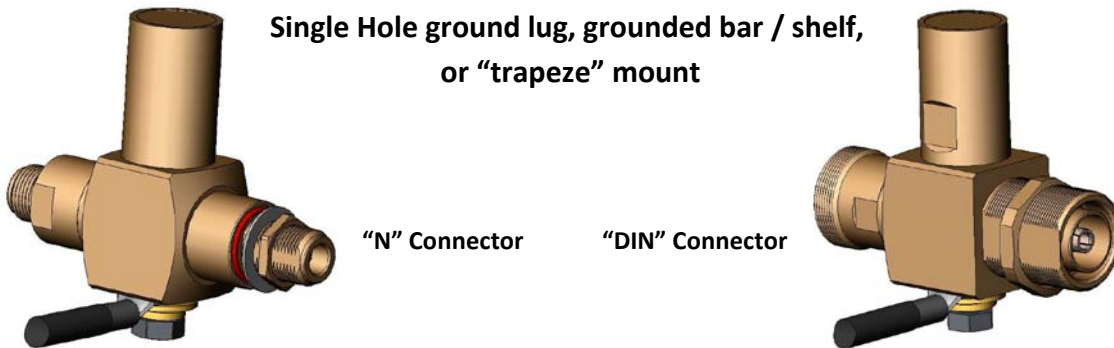 Single Hole ground lug, grounded bar / shelf,
or “trapeze” mount
“N” Connector
“DIN” Connector